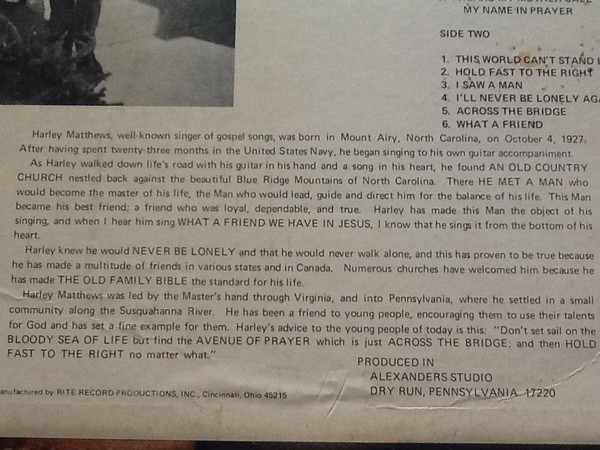 MY NAME IN PRAYER
SIDE TWO
1. THIS WORLD CAN'T STAND
2. HOLD FAST TO THE RIGHT
3. I SAW A MAN
4. I'LL NEVER BE LONELY AGA
5. ACROSS THE BRIDGE
6. WHAT A FRIEND
Harley Matthews, well-known singer of gospel songs, was born in Mount Airy, North Carolina, on October 4, 1927.
After having spent twenty-three months in the United States Navy, he began singing to his own guitar accompaniment.
As Harley walked down life's road with his guitar in his hand and a song in his heart, he found AN OLD COUNTRY
CHURCH nestled back against the beautiful Blue Ridge Mountains of North Carolina. There HE MET A MAN who
would become the master of his life, the Man who would lead, guide and direct him for the balance of his life. This Man
became his best friend; a friend who was loyal, dependable, and true. Harley has made this Man the object of his
singing, and when I hear him sing WHAT A FRIEND WE HAVE IN JESUS, I know that he sings it from the bottom of his
heart.
Harley knew he would NEVER BE LONELY and that he would never walk alone, and this has proven to be true because
he has made a multitude of friends in various states and in Canada. Numerous churches have welcomed him because he
has made THE OLD FAMILY BIBLE the standard for his life.
Harley Matthews was led by the Master's hand through Virginia, and into Pennsylvania, where he settled in a small
community along the Susquahanna River. He has been a friend to young people, encouraging them to use their talents
for God and has set a fine example for them. Harley's advice to the young people of today is this: "Don't set sail on the
BLOODY SEA OF LIFE but find the AVENUE OF PRAYER which is just ACROSS THE BRIDGE; and then HOLD
FAST TO THE RIGHT no matter what."
PRODUCED IN
ALEXANDERS STUDIO
DRY RUN, PENNSYLVANIA 17220
anufactured by RITE RECORD PRODUCTIONS, INC., Cincinnati, Ohio 45215